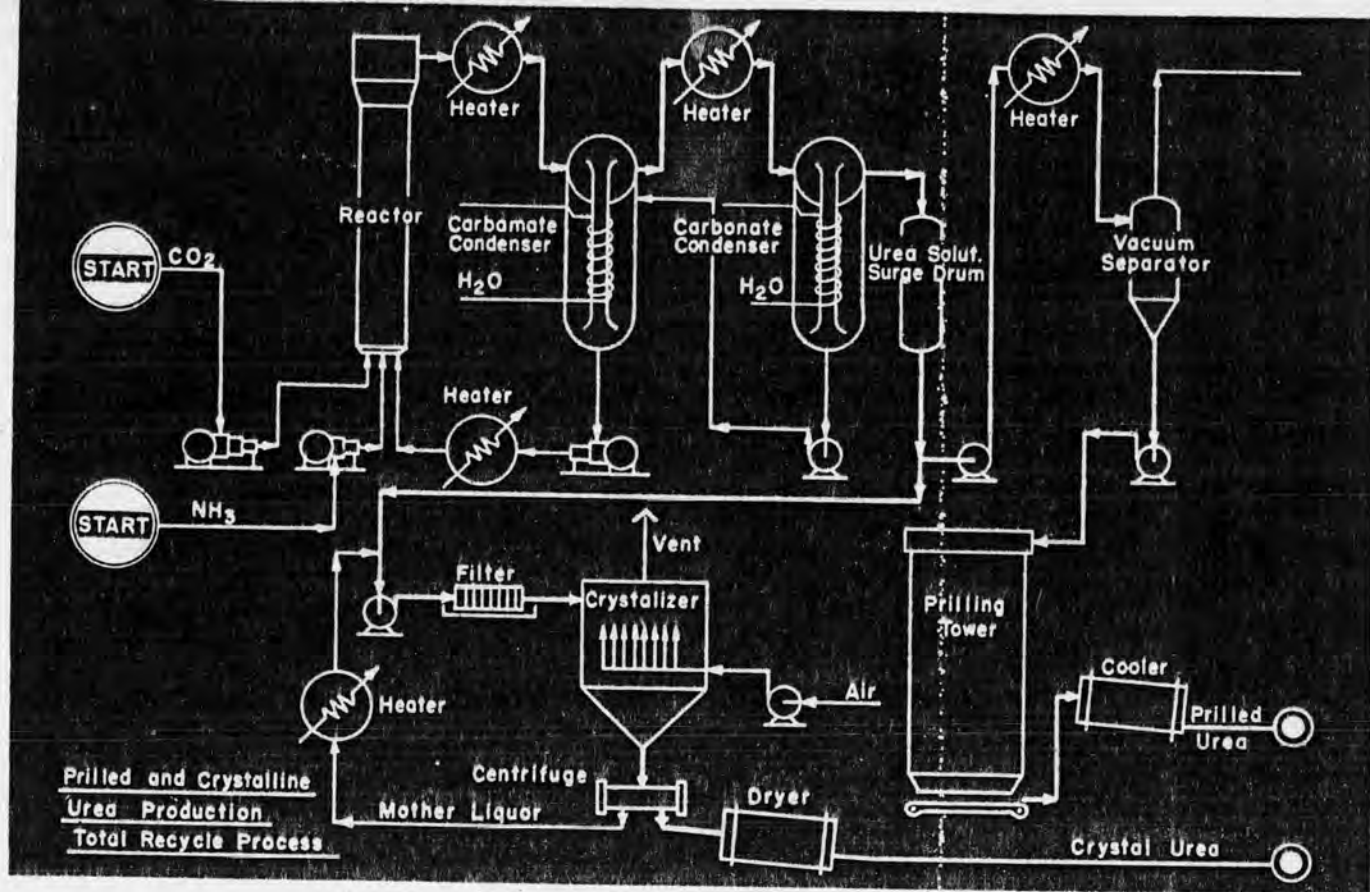 Heater
Heater
Heater
Reactor
Carbamate
Condenser
H₂O
Carbonate
Condenser
H₂O
Urea Solut.
Surge Drum
Vacuum
Separator
START
CO₂
Heater
START
NH₃
Vent
Filter
Crystalizer
Prilling
Tower
Cooler
Heater
Air
Prilled
Urea
Prilled and Crystalline
Urea Production
Total Recycle Process
Centrifuge
Mother Liquor
Dryer
Crystal Urea